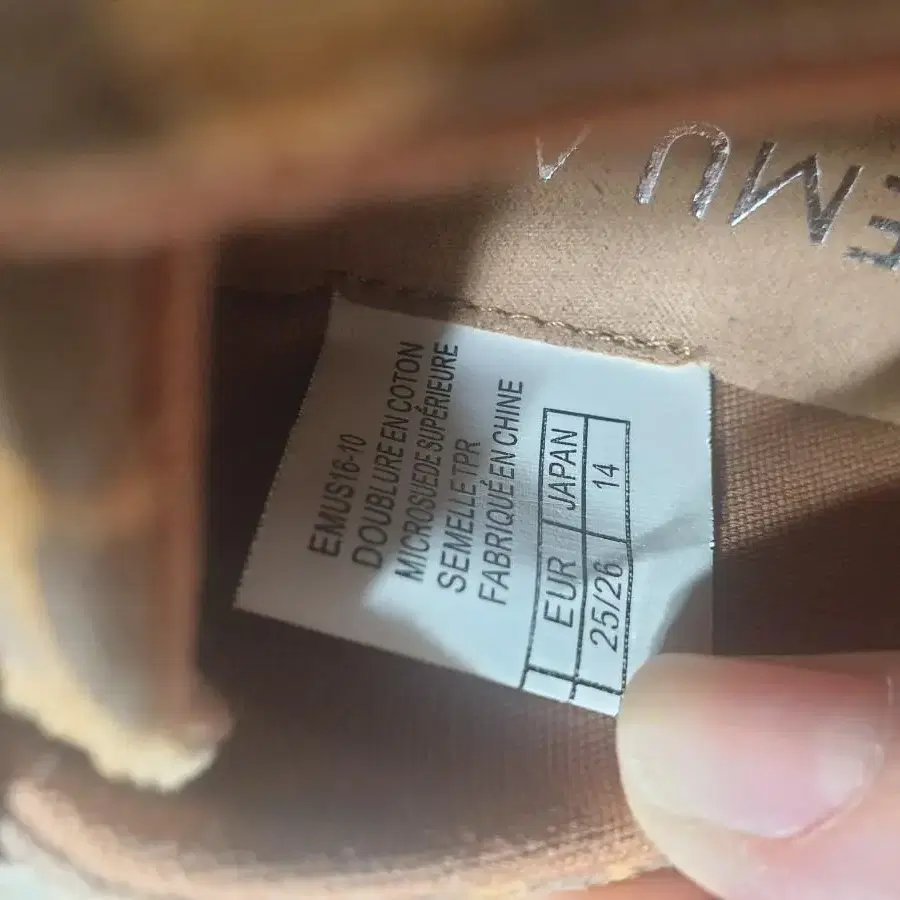 EMU A
EMUS16-10
DOUBLURE EN COTON
MICROSUEDE SUPÉRIEURE
SEMELLE TPR
FABRIQUÉ EN CHINE
EUR JAPAN
25/26 14